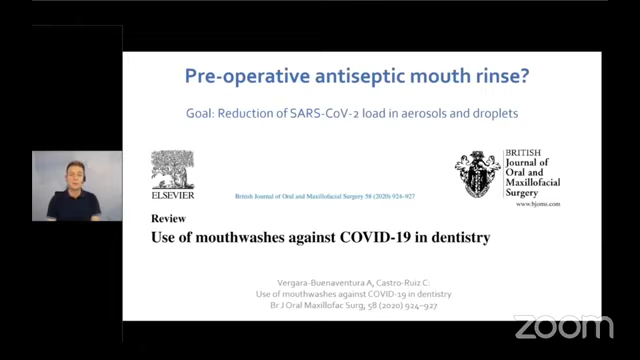 Pre-operative antiseptic mouth rinse?
Goal: Reduction of SARS-CoV-2 load in aerosols and droplets
ELSEVIER
BRITISH
Journal of
Oral and
Maxillofacial
Surgery
www.bjoms.com
British Journal of Oral and Maxillofacial Surgery 58 (2020) 924–927
Review
Use of mouthwashes against COVID-19 in dentistry
Vergara-Buenaventura A, Castro-Ruiz C:
Use of mouthwashes against COVID-19 in dentistry
Br J Oral Maxillofac Surg, 58 (2020) 924–927
zoom